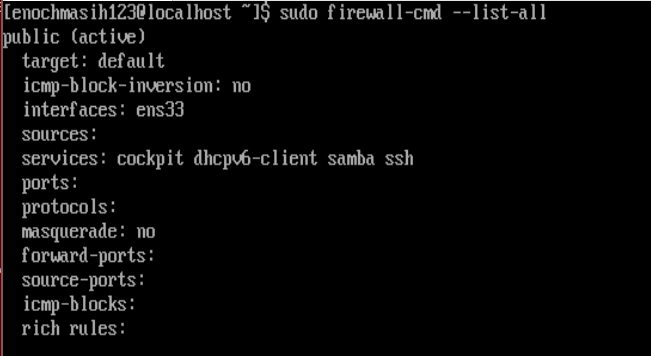 [enochmasih123@localhost ~]$ sudo firewall-cmd --list-all
public (active)
  target: default
  icmp-block-inversion: no
  interfaces: ens33
  sources:
  services: cockpit dhcpv6-client samba ssh
  ports:
  protocols:
  masquerade: no
  forward-ports:
  source-ports:
  icmp-blocks:
  rich rules: